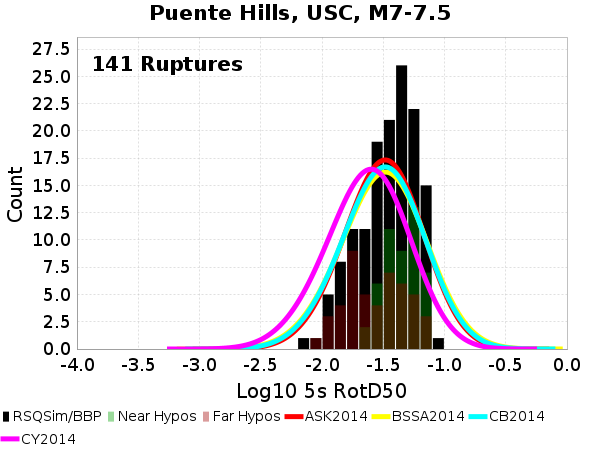 Puente Hills, USC, M7-7.5
141 Ruptures
27.5
25.0
22.5
20.0
17.5
15.0
12.5
10.0
7.5
5.0
2.5
0.0
Count
-4.0 -3.5 -3.0 -2.5 -2.0 -1.5 -1.0 -0.5 0.0
Log10 5s RotD50
RSQSim/BBP Near Hypos Far Hypos ASK2014 BSSA2014 CB2014
CY2014